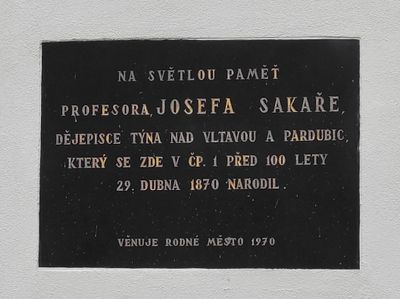 NA SVĚTLOU PAMĚŤ
PROFESORA, JOSEFA SAKAŘE,
DĚJEPISCE TÝNA NAD VLTAVOU A PARDUBIC,
KTERÝ SE ZDE V ČP. 1 PŘED 100 LETY
29. DUBNA 1870 NARODIL.
VĚNUJE RODNÉ MĚSTO 1970